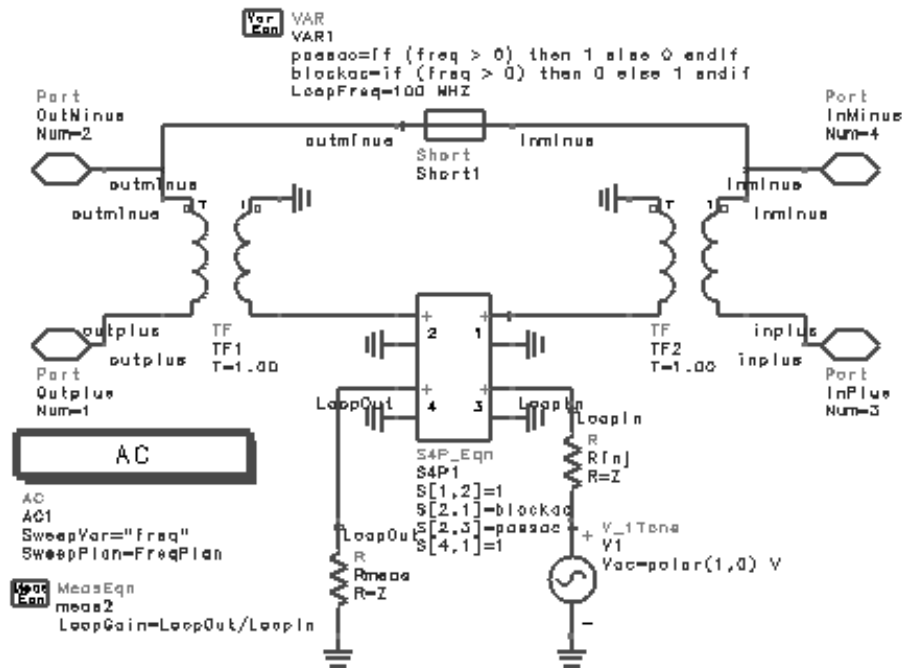 Var Eqn
VAR
VAR1
passac=if (freq > 0) then 1 else 0 endif
blockac=if (freq > 0) then 0 else 1 endif
LoopFreq=100 MHZ
Port
OutMinus
Num=2
Port
InMinus
Num=4
outminus
inminus
Short
Short1
outminus
outminus
T
1
T
1
inminus
inminus
outplus
outplus
TF
TF1
T=1.00
2
1
4
3
TF
TF2
T=1.00
inplus
inplus
Port
Outplus
Num=1
Port
InPlus
Num=3
LoopOut
LoopIn
LoopIn
AC
AC
AC1
SweepVar="freq"
SweepPlan=FreqPlan
S4P_Eqn
S4P1
S[1,2]=1
S[2,1]=blockac
S[2,3]=passac
S[4,1]=1
R
Rinj
R=Z
LoopOut
R
Rmeas
R=Z
V_1Tone
V1
Vac=polar(1,0) V
Meas Eqn
MeasEqn
meas2
LoopGain=LoopOut/LoopIn